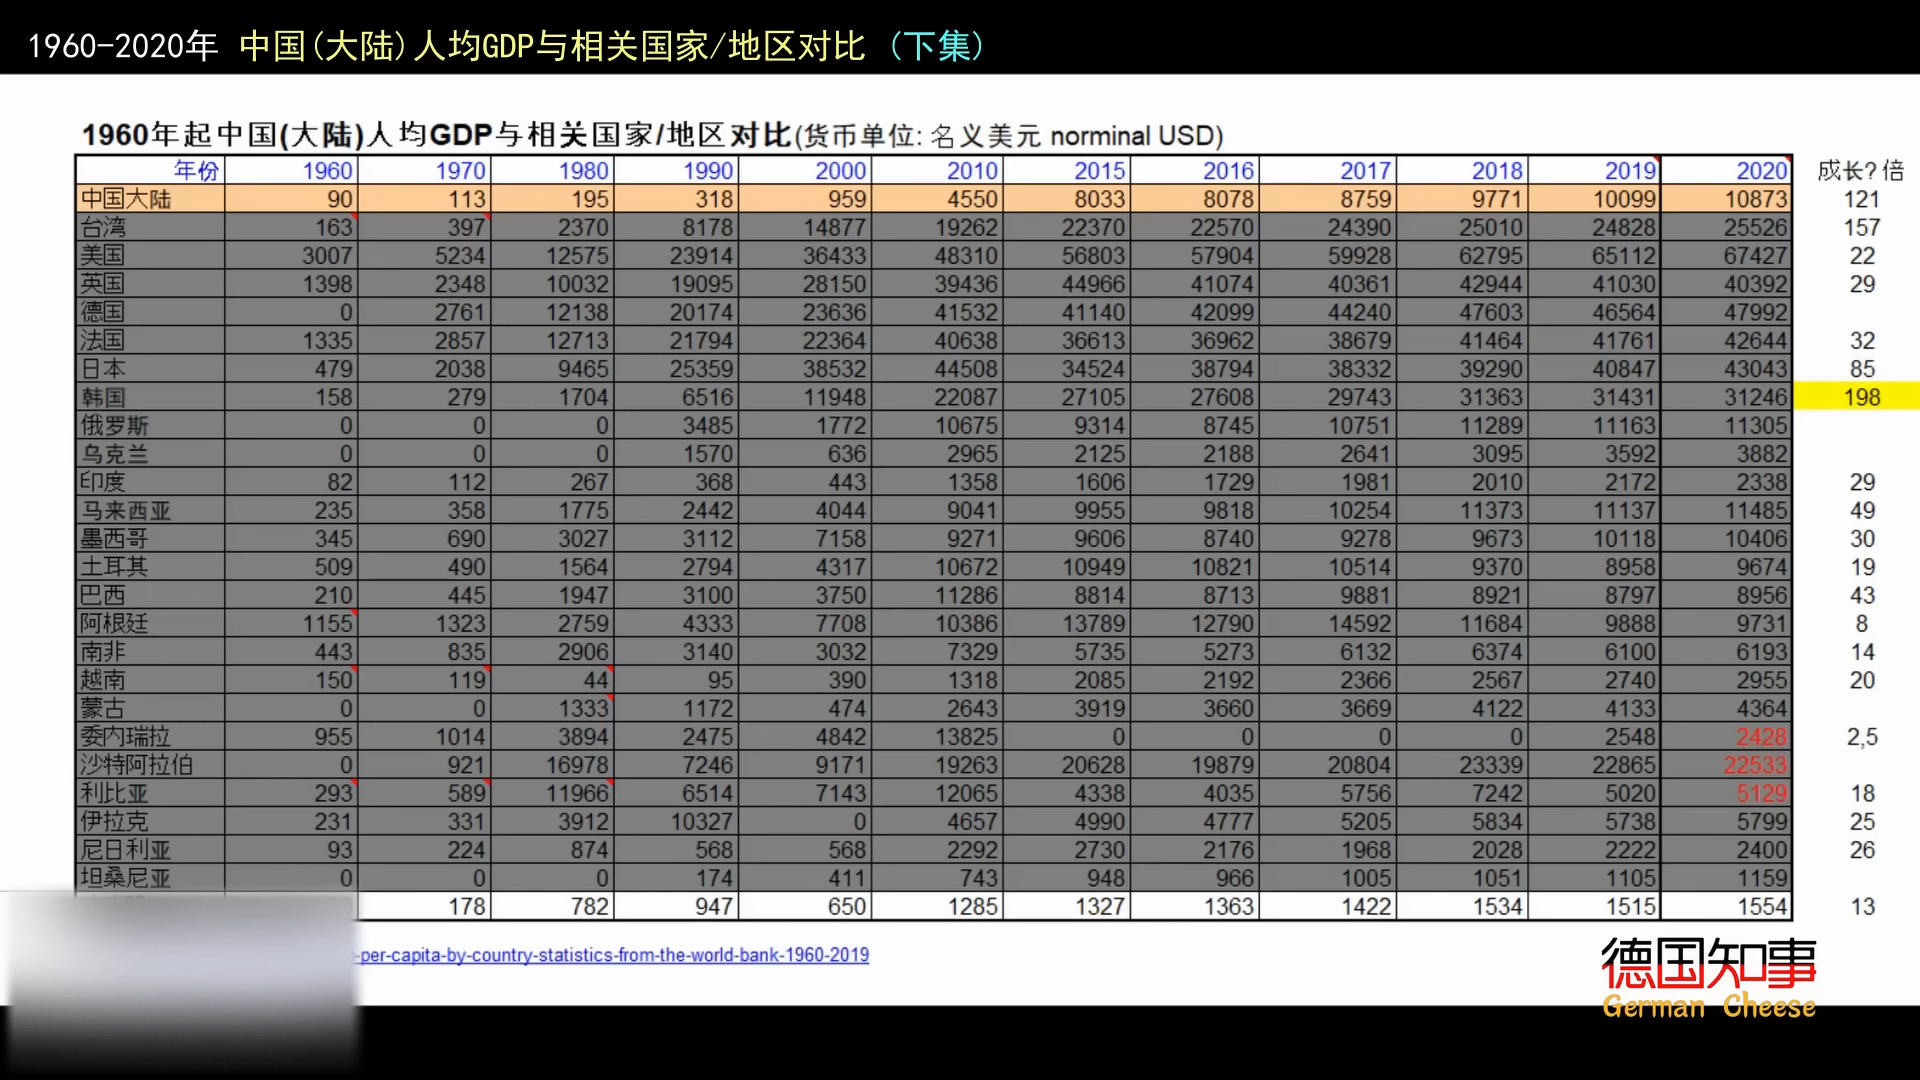 1960-2020年 中国(大陆)人均GDP与相关国家/地区对比 (下集)
1960年起中国(大陆)人均GDP与相关国家/地区对比(货币单位: 名义美元 norminal USD)
年份 1960 1970 1980 1990 2000 2010 2015 2016 2017 2018 2019 2020 成长? 倍
中国大陆 90 113 195 318 959 4550 8033 8078 8759 9771 10099 10873 121
台湾 163 397 2370 8178 14877 19262 22370 22570 24390 25010 24828 25526 157
美国 3007 5234 12575 23914 36433 48310 56803 57904 59928 62795 65112 67427 22
英国 1398 2348 10032 19095 28150 39436 44966 41074 40361 42944 41030 40392 29
德国 0 2761 12138 20174 23636 41532 41140 42099 44240 47603 46564 47992
法国 1335 2857 12713 21794 22364 40638 36613 36962 38679 41464 41761 42644 32
日本 479 2038 9465 25359 38532 44508 34524 38794 38332 39290 40847 43043 85
韩国 158 279 1704 6516 11948 22087 27105 27608 29743 31363 31431 31246 198
俄罗斯 0 0 0 3485 1772 10675 9314 8745 10751 11289 11163 11305
乌克兰 0 0 0 1570 636 2965 2125 2188 2641 3095 3592 3882
印度 82 112 267 368 443 1358 1606 1729 1981 2010 2172 2338 29
马来西亚 235 358 1775 2442 4044 9041 9955 9818 10254 11373 11137 11485 49
墨西哥 345 690 3027 3112 7158 9271 9606 8740 9278 9673 10118 10406 30
土耳其 509 490 1564 2794 4317 10672 10949 10821 10514 9370 8958 9674 19
巴西 210 445 1947 3100 3750 11286 8814 8713 9881 8921 8797 8956 43
阿根廷 1155 1323 2759 4333 7708 10386 13789 12790 14592 11684 9888 9731 8
南非 443 835 2906 3140 3032 7329 5735 5273 6132 6374 6100 6193 14
越南 150 119 44 95 390 1318 2085 2192 2366 2567 2740 2955 20
蒙古 0 0 1333 1172 474 2643 3919 3660 3669 4122 4133 4364
委内瑞拉 955 1014 3894 2475 4842 13825 0 0 0 0 2548 2428 2,5
沙特阿拉伯 0 921 16978 7246 9171 19263 20628 19879 20804 23339 22865 22533
利比亚 293 589 11966 6514 7143 12065 4338 4035 5756 7242 5020 5129 18
伊拉克 231 331 3912 10327 0 4657 4990 4777 5205 5834 5738 5799 25
尼日利亚 93 224 874 568 568 2292 2730 2176 1968 2028 2222 2400 26
坦桑尼亚 0 0 0 174 411 743 948 966 1005 1051 1105 1159
178 782 947 650 1285 1327 1363 1422 1534 1515 1554 13
-per-capita-by-country-statistics-from-the-world-bank-1960-2019
德国知事
German Cheese